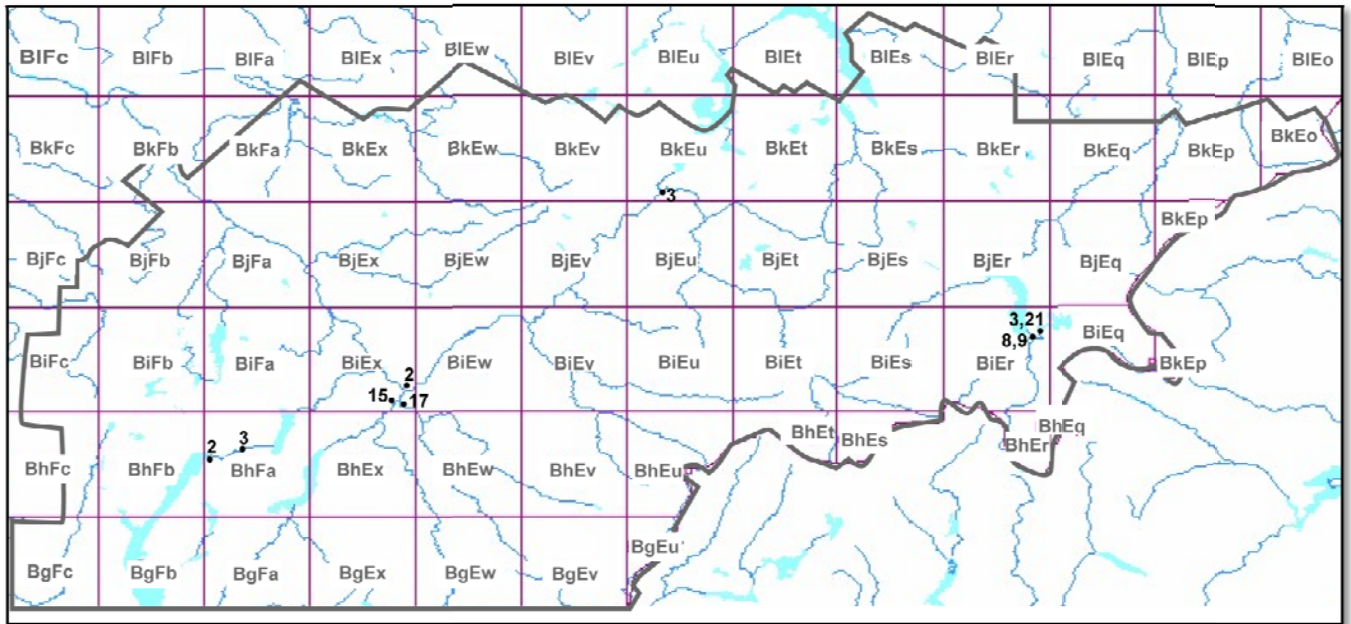 BlFc BlFb BlFa BlEx BlEw BlEv BlEu BlEt BlEs BlEr BlEq BlEp BlEo
BkFc BkFb BkFa BkEx BkEw BkEv BkEu BkEt BkEs BkEr BkEq BkEp BkEo
3
BkEp
BjFc BjFb BjFa BjEx BjEw BjEv BjEu BjEt BjEs BjEr BjEq
3,21
8,9
BiFc BiFb BiFa BiEx BiEw BiEv BiEu BiEt BiEs BiEr BiEq BkEp
2
15 17
BhEt BhEs BhEr BhEq
2 3
BhFc BhFb BhFa BhEx BhEw BhEv BhEu
BgEu
BgFc BgFb BgFa BgEx BgEw BgEv